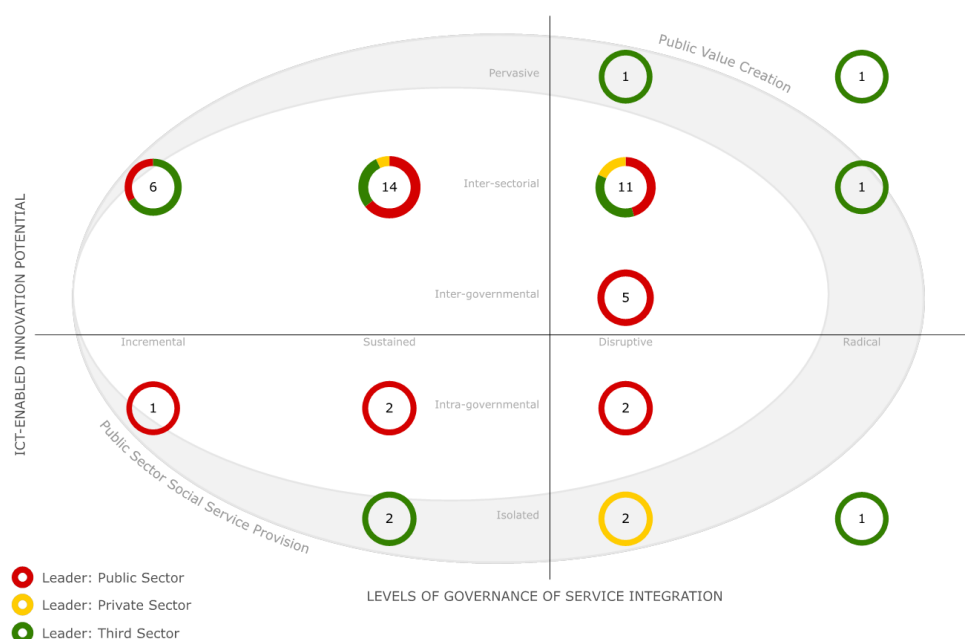 Public Value Creation
Pervasive
1
1
6
14
Inter-sectorial
11
1
Inter-governmental
5
Incremental
Sustained
Disruptive
Radical
1
2
Intra-governmental
2
2
Isolated
2
1
Public Sector Social Service Provision
ICT-ENABLED INNOVATION POTENTIAL
LEVELS OF GOVERNANCE OF SERVICE INTEGRATION
Leader: Public Sector
Leader: Private Sector
Leader: Third Sector